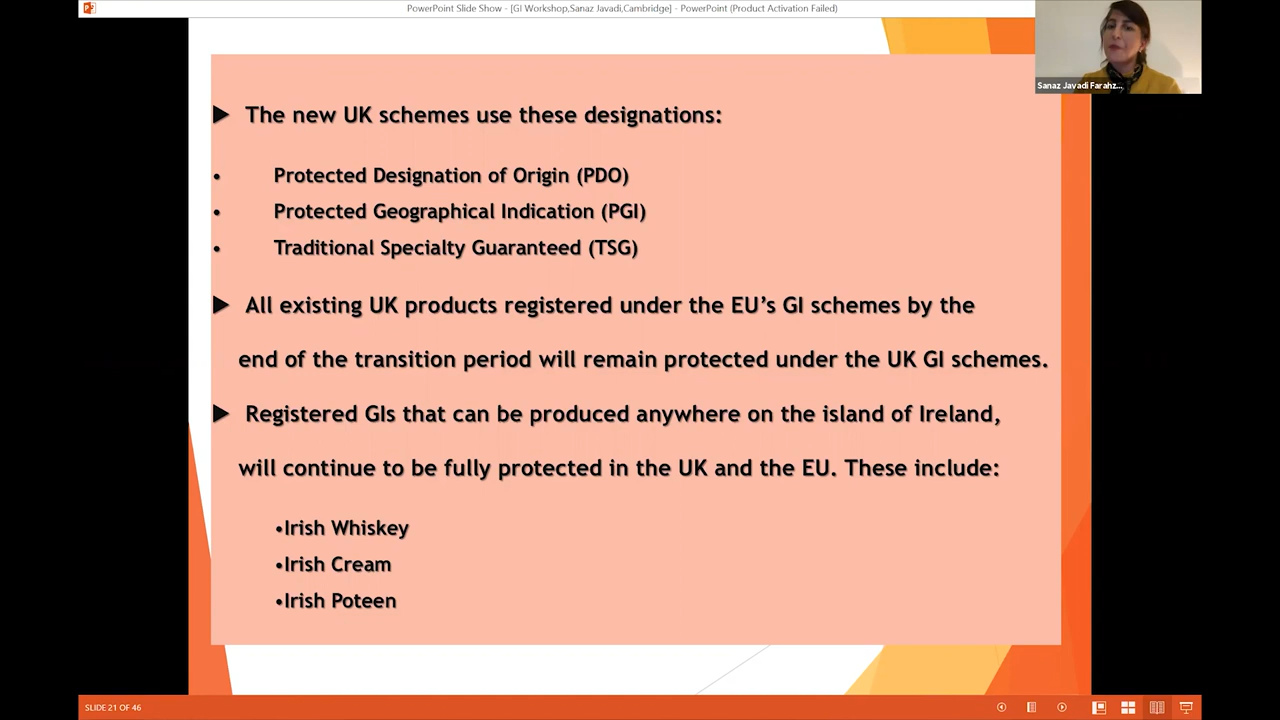 PowerPoint Slide Show - [GI Workshop,Sanaz Javadi,Cambridge] - PowerPoint (Product Activation Failed)
Sanaz Javadi Farahz...
The new UK schemes use these designations:
• Protected Designation of Origin (PDO)
• Protected Geographical Indication (PGI)
• Traditional Specialty Guaranteed (TSG)
All existing UK products registered under the EU’s GI schemes by the
end of the transition period will remain protected under the UK GI schemes.
Registered GIs that can be produced anywhere on the island of Ireland,
will continue to be fully protected in the UK and the EU. These include:
•Irish Whiskey
•Irish Cream
•Irish Poteen
SLIDE 21 OF 46